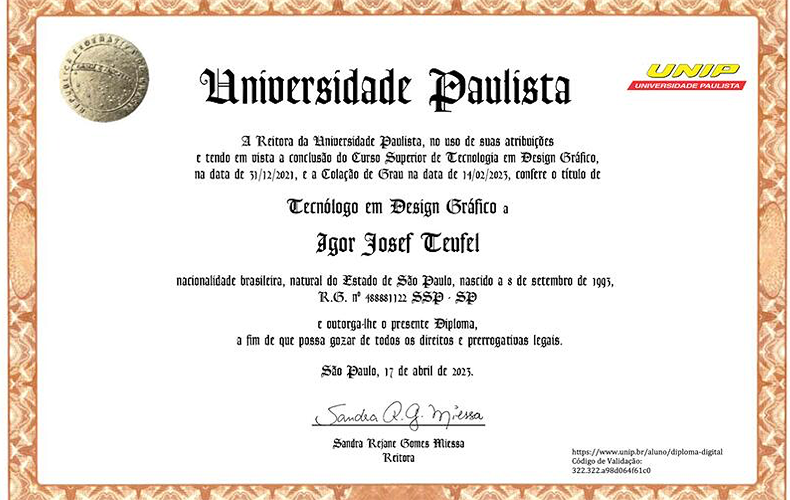 Universidade Paulista
UNIP
UNIVERSIDADE PAULISTA
A Reitora da Universidade Paulista, no uso de suas atribuições
e tendo em vista a conclusão do Curso Superior de Tecnologia em Design Gráfico,
na data de 31/12/2021, e a Colação de Grau na data de 14/02/2023, confere o título de
Tecnólogo em Design Gráfico a
Igor Josef Teufel
nacionalidade brasileira, natural do Estado de São Paulo, nascido a 8 de setembro de 1993,
R.G. nº 488881122 SSP - SP
e outorga-lhe o presente Diploma,
a fim de que possa gozar de todos os direitos e prerrogativas legais.
São Paulo, 17 de abril de 2023.
Sandra R. G. Miessa
Sandra Rejane Gomes Miessa
Reitora
https://www.unip.br/aluno/diploma-digital
Código de Validação:
322.322.a98d064f61c0